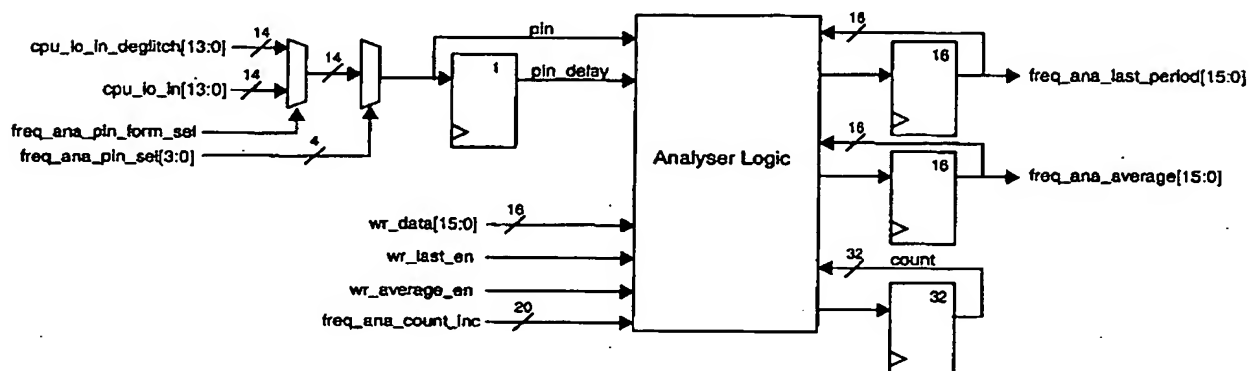 cpu_io_in_deglitch[13:0]
14
cpu_io_in[13:0]
14
14
freq_ana_pin_form_sel
freq_ana_pin_sel[3:0]
4
pin
1
pin_delay
Analyser Logic
wr_data[15:0]
16
wr_last_en
wr_average_en
freq_ana_count_inc
20
16
16
freq_ana_last_period[15:0]
16
16
freq_ana_average[15:0]
32
count
32